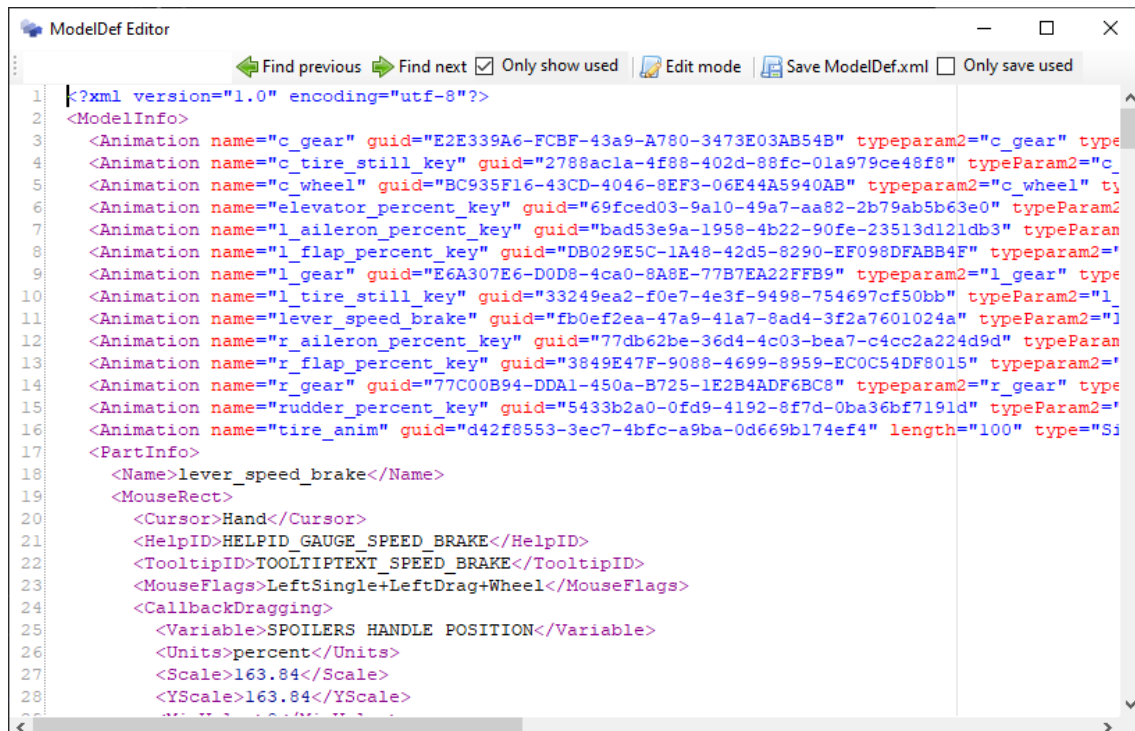 ModelDef Editor
Find previous Find next Only show used Edit mode Save ModelDef.xml Only save used
1 <?xml version="1.0" encoding="utf-8"?>
2 <ModelInfo>
3 <Animation name="c_gear" guid="E2E339A6-FCBF-43a9-A780-3473E03AB54B" typeparam2="c_gear" type
4 <Animation name="c_tire_still_key" guid="2788ac1a-4f88-402d-88fc-01a979ce48f8" typeParam2="c_
5 <Animation name="c_wheel" guid="BC935F16-43CD-4046-8EF3-06E44A5940AB" typeparam2="c_wheel" ty
6 <Animation name="elevator_percent_key" guid="69fced03-9a10-49a7-aa82-2b79ab5b63e0" typeParam2
7 <Animation name="l_aileron_percent_key" guid="bad53e9a-1958-4b22-90fe-23513d121db3" typeParam
8 <Animation name="l_flap_percent_key" guid="DB029E5C-1A48-42d5-8290-EF098DFABB4F" typeparam2="
9 <Animation name="l_gear" guid="E6A307E6-D0D8-4ca0-8A8E-77B7EA22FFB9" typeparam2="l_gear" type
10 <Animation name="l_tire_still_key" guid="33249ea2-f0e7-4e3f-9498-754697cf50bb" typeParam2="l_
11 <Animation name="lever_speed_brake" guid="fb0ef2ea-47a9-41a7-8ad4-3f2a7601024a" typeParam2="l
12 <Animation name="r_aileron_percent_key" guid="77db62be-36d4-4c03-bea7-c4cc2a224d9d" typeParam
13 <Animation name="r_flap_percent_key" guid="3849E47F-9088-4699-8959-EC0C54DF8015" typeparam2="
14 <Animation name="r_gear" guid="77C00B94-DDA1-450a-B725-1E2B4ADF6BC8" typeparam2="r_gear" type
15 <Animation name="rudder_percent_key" guid="5433b2a0-0fd9-4192-8f7d-0ba36bf7191d" typeParam2="
16 <Animation name="tire_anim" guid="d42f8553-3ec7-4bfc-a9ba-0d669b174ef4" length="100" type="Si
17 <PartInfo>
18 <Name>lever_speed_brake</Name>
19 <MouseRect>
20 <Cursor>Hand</Cursor>
21 <HelpID>HELPID_GAUGE_SPEED_BRAKE</HelpID>
22 <TooltipID>TOOLTIPTEXT_SPEED_BRAKE</TooltipID>
23 <MouseFlags>LeftSingle+LeftDrag+Wheel</MouseFlags>
24 <CallbackDragging>
25 <Variable>SPOILERS HANDLE POSITION</Variable>
26 <Units>percent</Units>
27 <Scale>163.84</Scale>
28 <YScale>163.84</YScale>